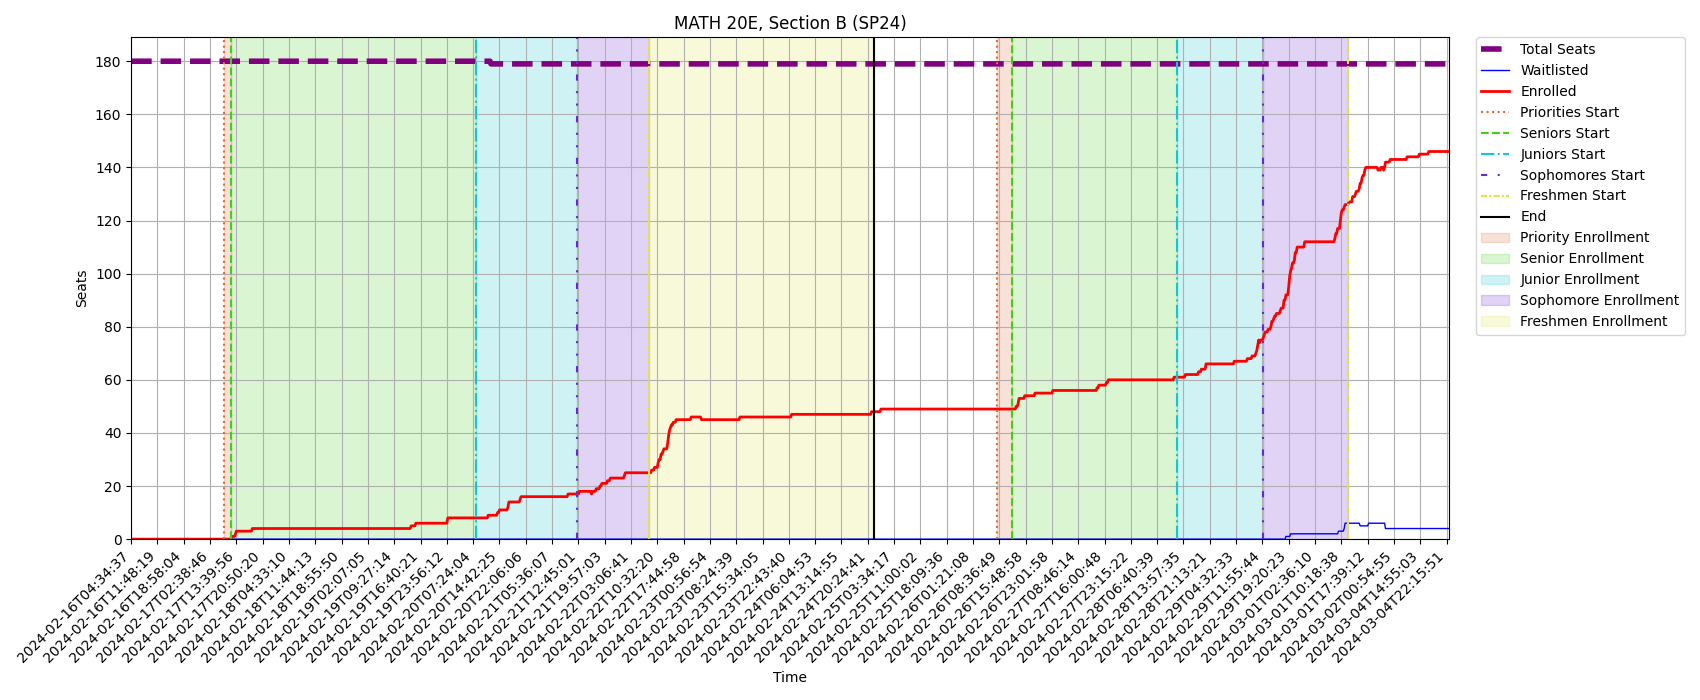 MATH 20E, Section B (SP24)
Seats
180
160
140
120
100
80
60
40
20
0
2024-02-16T04:34:37
2024-02-16T11:48:19
2024-02-16T18:58:04
2024-02-17T02:38:46
2024-02-17T13:39:56
2024-02-17T20:50:20
2024-02-18T04:33:10
2024-02-18T11:44:13
2024-02-18T18:55:50
2024-02-19T02:07:05
2024-02-19T09:27:14
2024-02-19T16:40:21
2024-02-19T23:56:12
2024-02-20T07:24:04
2024-02-20T14:42:25
2024-02-20T22:06:06
2024-02-21T05:36:07
2024-02-21T12:45:01
2024-02-21T19:57:03
2024-02-22T03:06:41
2024-02-22T10:32:20
2024-02-22T17:44:58
2024-02-23T00:56:54
2024-02-23T08:24:39
2024-02-23T15:34:05
2024-02-23T22:43:40
2024-02-24T06:04:53
2024-02-24T13:14:55
2024-02-24T20:24:41
2024-02-25T03:34:17
2024-02-25T11:00:02
2024-02-25T18:09:36
2024-02-26T01:21:08
2024-02-26T08:36:49
2024-02-26T15:48:58
2024-02-26T23:01:58
2024-02-27T08:46:14
2024-02-27T16:00:48
2024-02-27T23:15:22
2024-02-28T06:40:39
2024-02-28T13:57:35
2024-02-28T21:13:21
2024-02-29T04:32:33
2024-02-29T11:55:44
2024-02-29T19:20:23
2024-03-01T02:36:10
2024-03-01T10:18:38
2024-03-01T17:39:12
2024-03-02T00:54:55
2024-03-04T14:55:03
2024-03-04T22:15:51
Time
Total Seats
Waitlisted
Enrolled
Priorities Start
Seniors Start
Juniors Start
Sophomores Start
Freshmen Start
End
Priority Enrollment
Senior Enrollment
Junior Enrollment
Sophomore Enrollment
Freshmen Enrollment